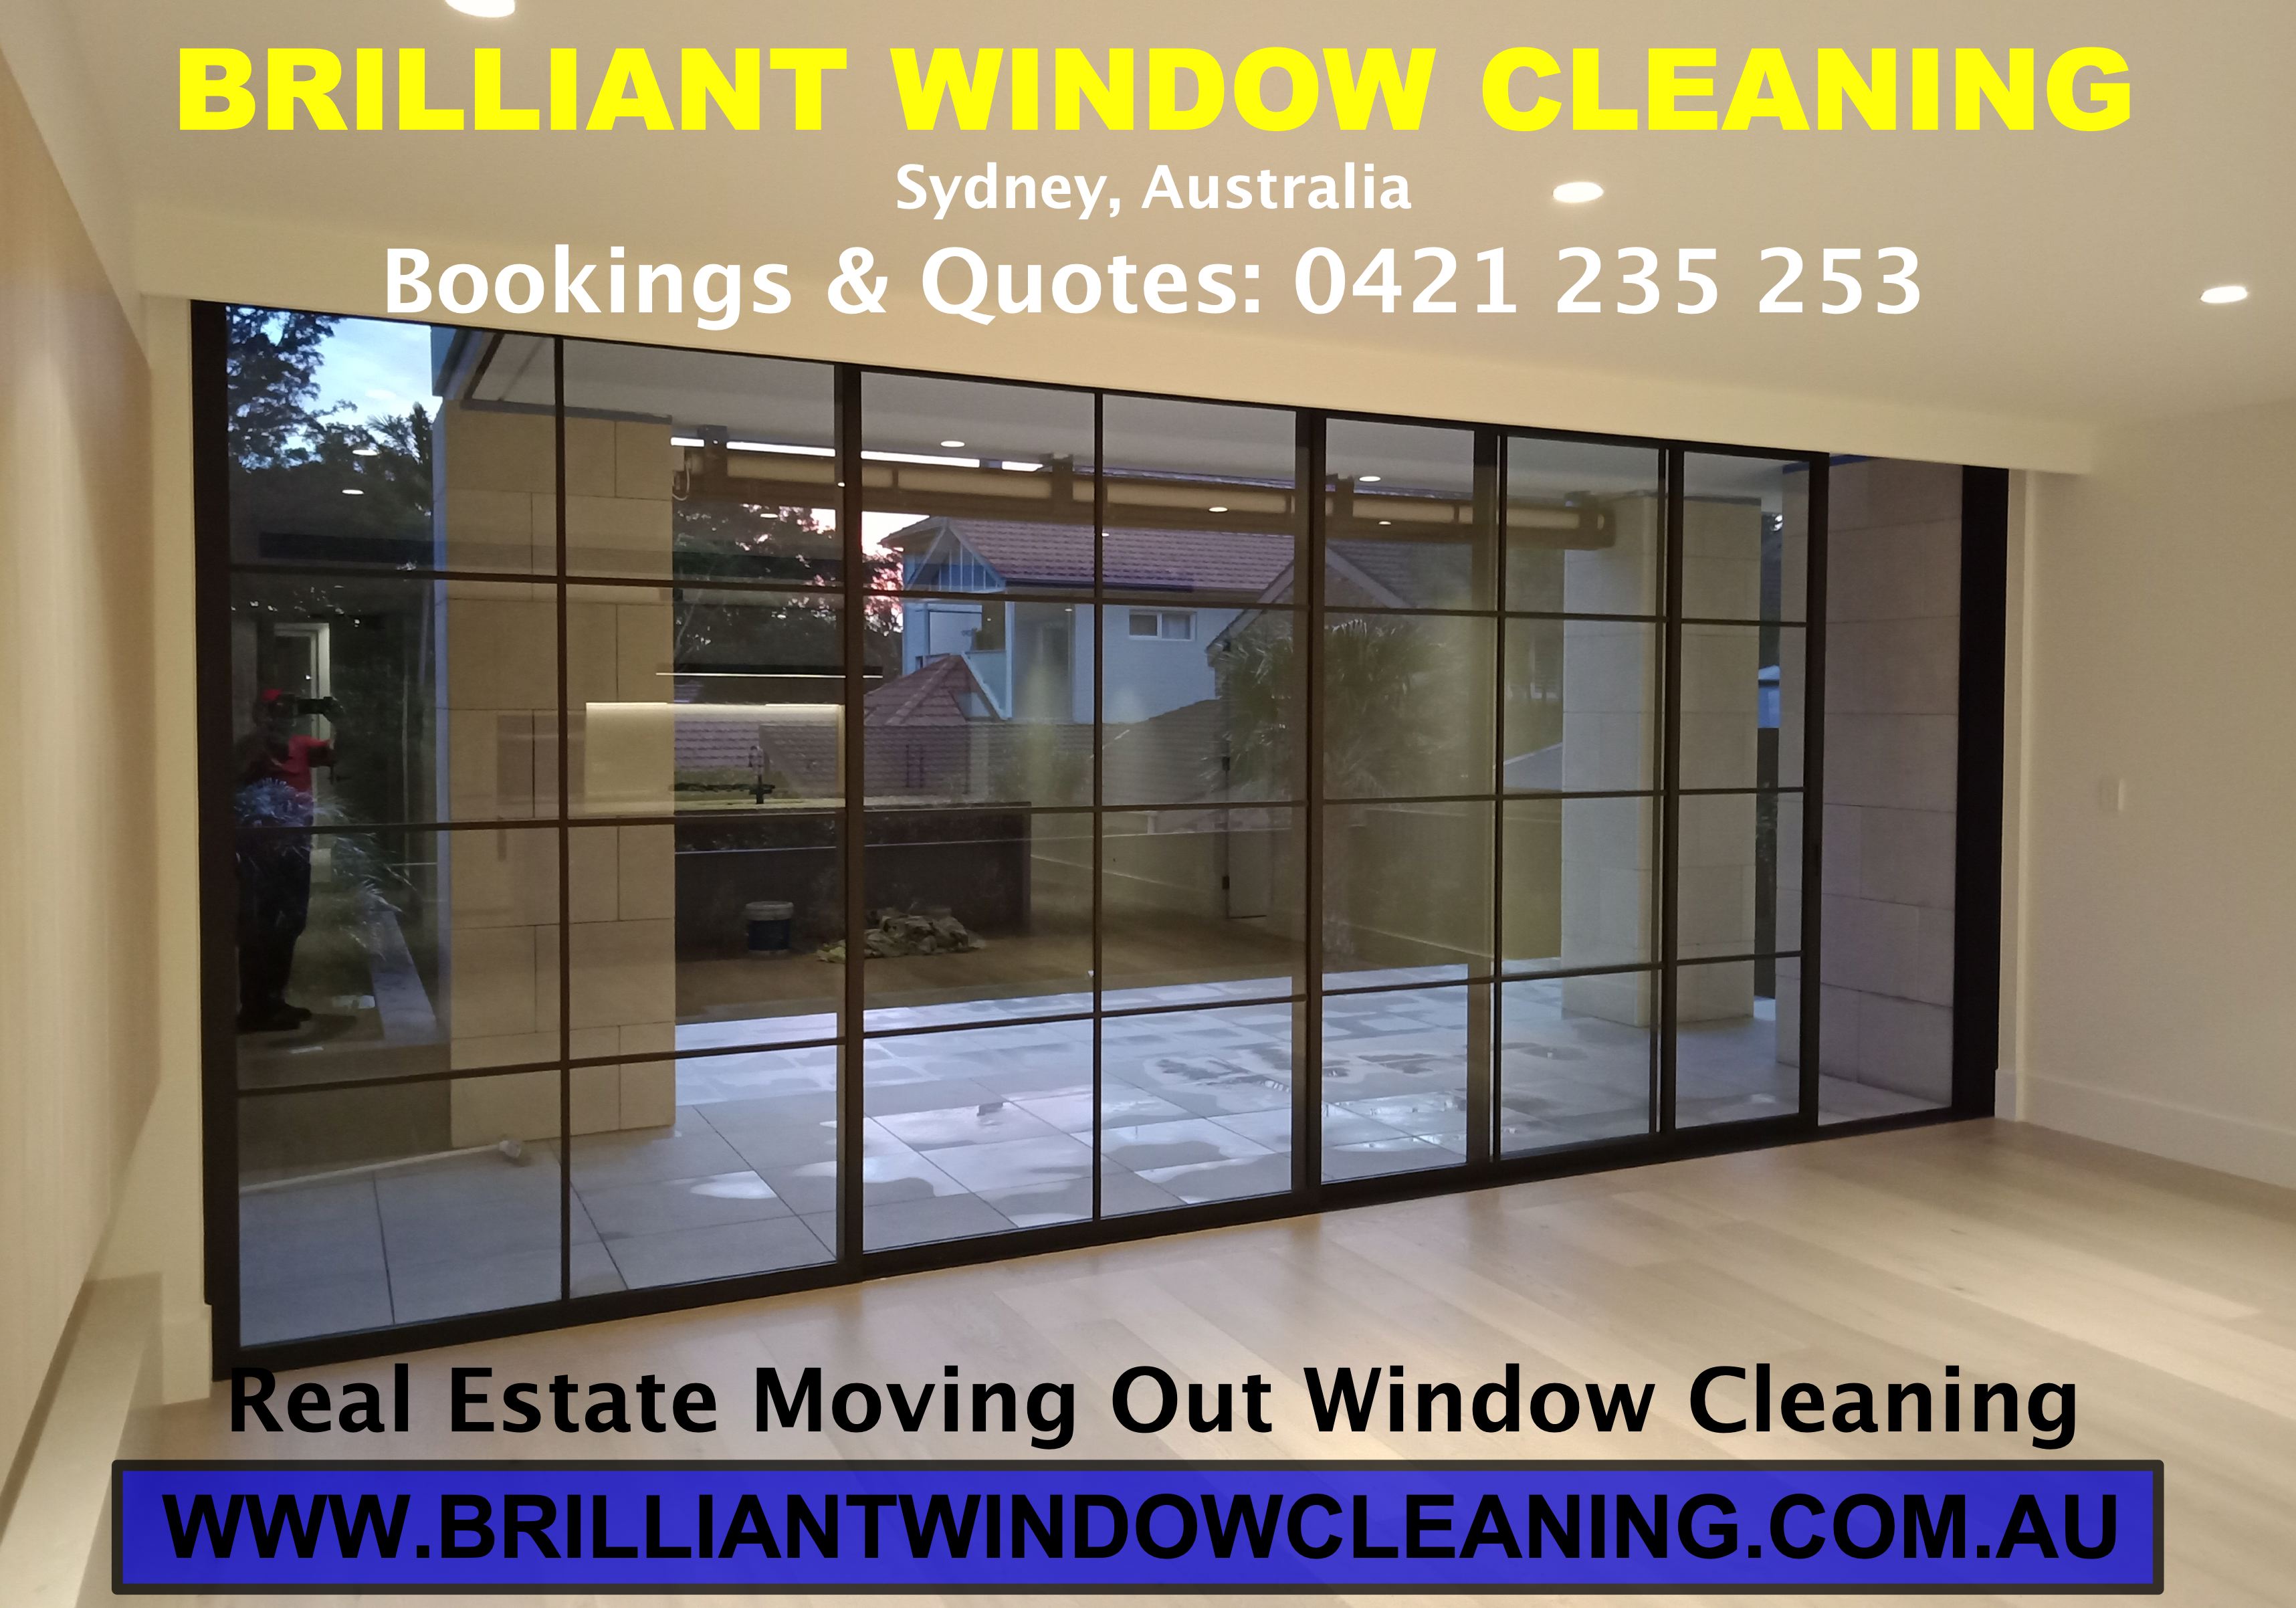 BRILLIANT WINDOW CLEANING
Sydney, Australia
Bookings & Quotes: 0421 235 253
Real Estate Moving Out Window Cleaning
WWW.BRILLIANTWINDOWCLEANING.COM.AU